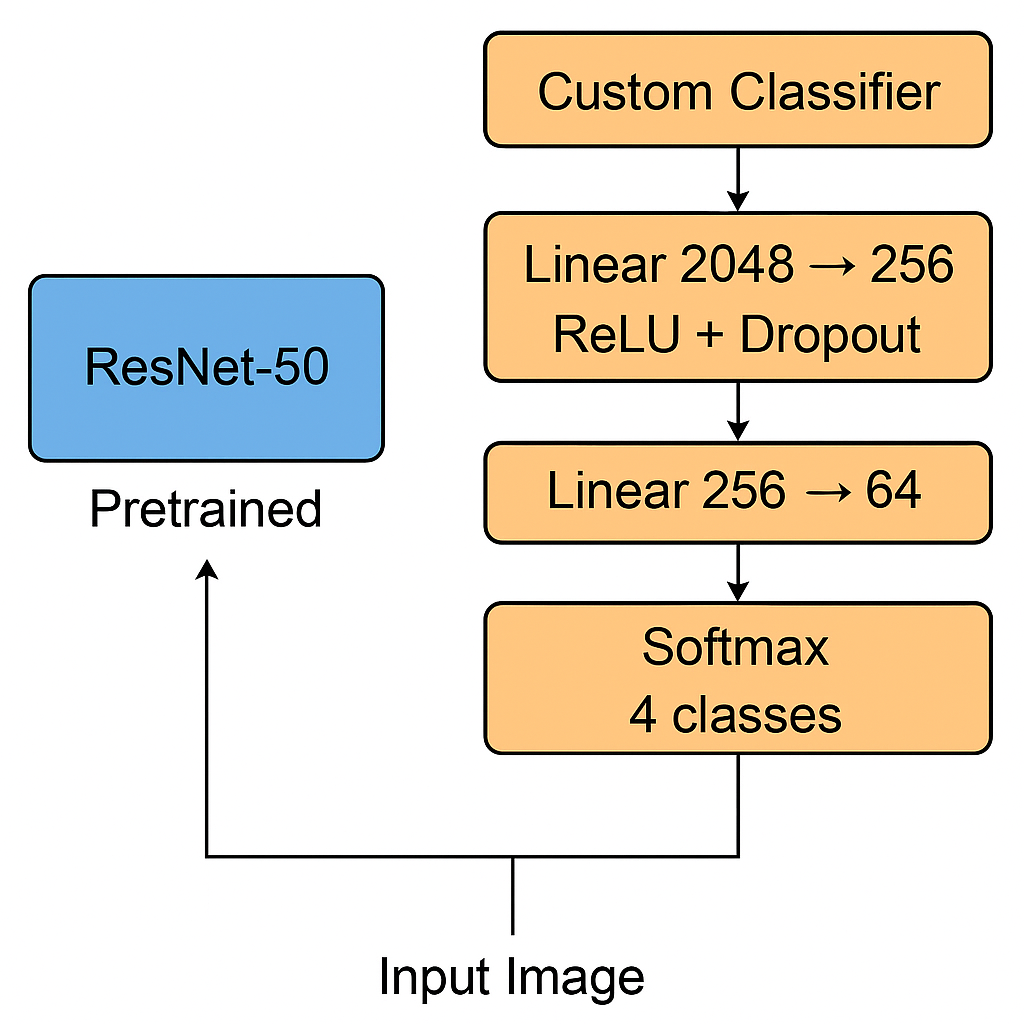 Custom Classifier
Linear 2048 → 256
ReLU + Dropout
ResNet-50
Pretrained
Linear 256 → 64
Softmax
4 classes
Input Image